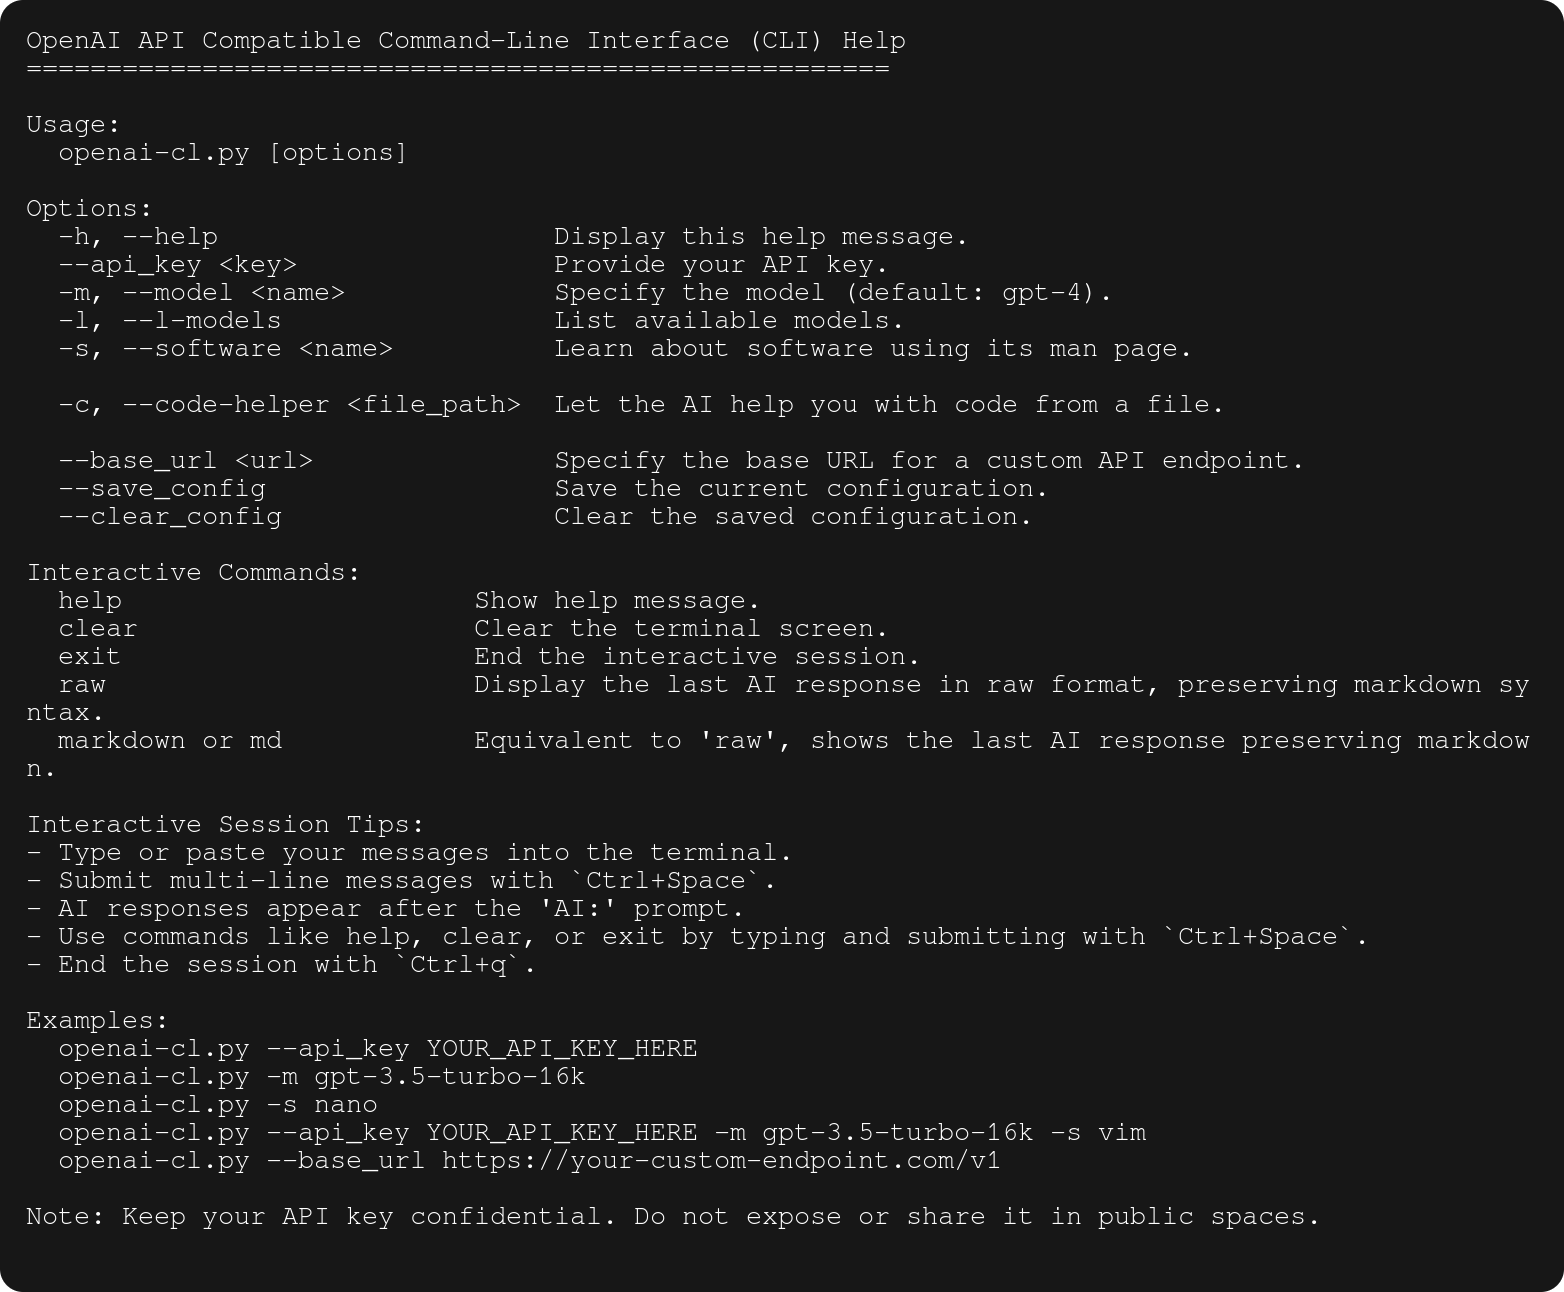 OpenAI API Compatible Command-Line Interface (CLI) Help
======================================================

Usage:
  openai-cl.py [options]

Options:
  -h, --help                     Display this help message.
  --api_key <key>                Provide your API key.
  -m, --model <name>             Specify the model (default: gpt-4).
  -l, --l-models                 List available models.
  -s, --software <name>          Learn about software using its man page.

  -c, --code-helper <file_path>  Let the AI help you with code from a file.

  --base_url <url>               Specify the base URL for a custom API endpoint.
  --save_config                  Save the current configuration.
  --clear_config                 Clear the saved configuration.

Interactive Commands:
  help                      Show help message.
  clear                     Clear the terminal screen.
  exit                      End the interactive session.
  raw                       Display the last AI response in raw format, preserving markdown sy
ntax.
  markdown or md            Equivalent to 'raw', shows the last AI response preserving markdow
n.

Interactive Session Tips:
- Type or paste your messages into the terminal.
- Submit multi-line messages with `Ctrl+Space`.
- AI responses appear after the 'AI:' prompt.
- Use commands like help, clear, or exit by typing and submitting with `Ctrl+Space`.
- End the session with `Ctrl+q`.

Examples:
  openai-cl.py --api_key YOUR_API_KEY_HERE
  openai-cl.py -m gpt-3.5-turbo-16k
  openai-cl.py -s nano
  openai-cl.py --api_key YOUR_API_KEY_HERE -m gpt-3.5-turbo-16k -s vim
  openai-cl.py --base_url https://your-custom-endpoint.com/v1

Note: Keep your API key confidential. Do not expose or share it in public spaces.